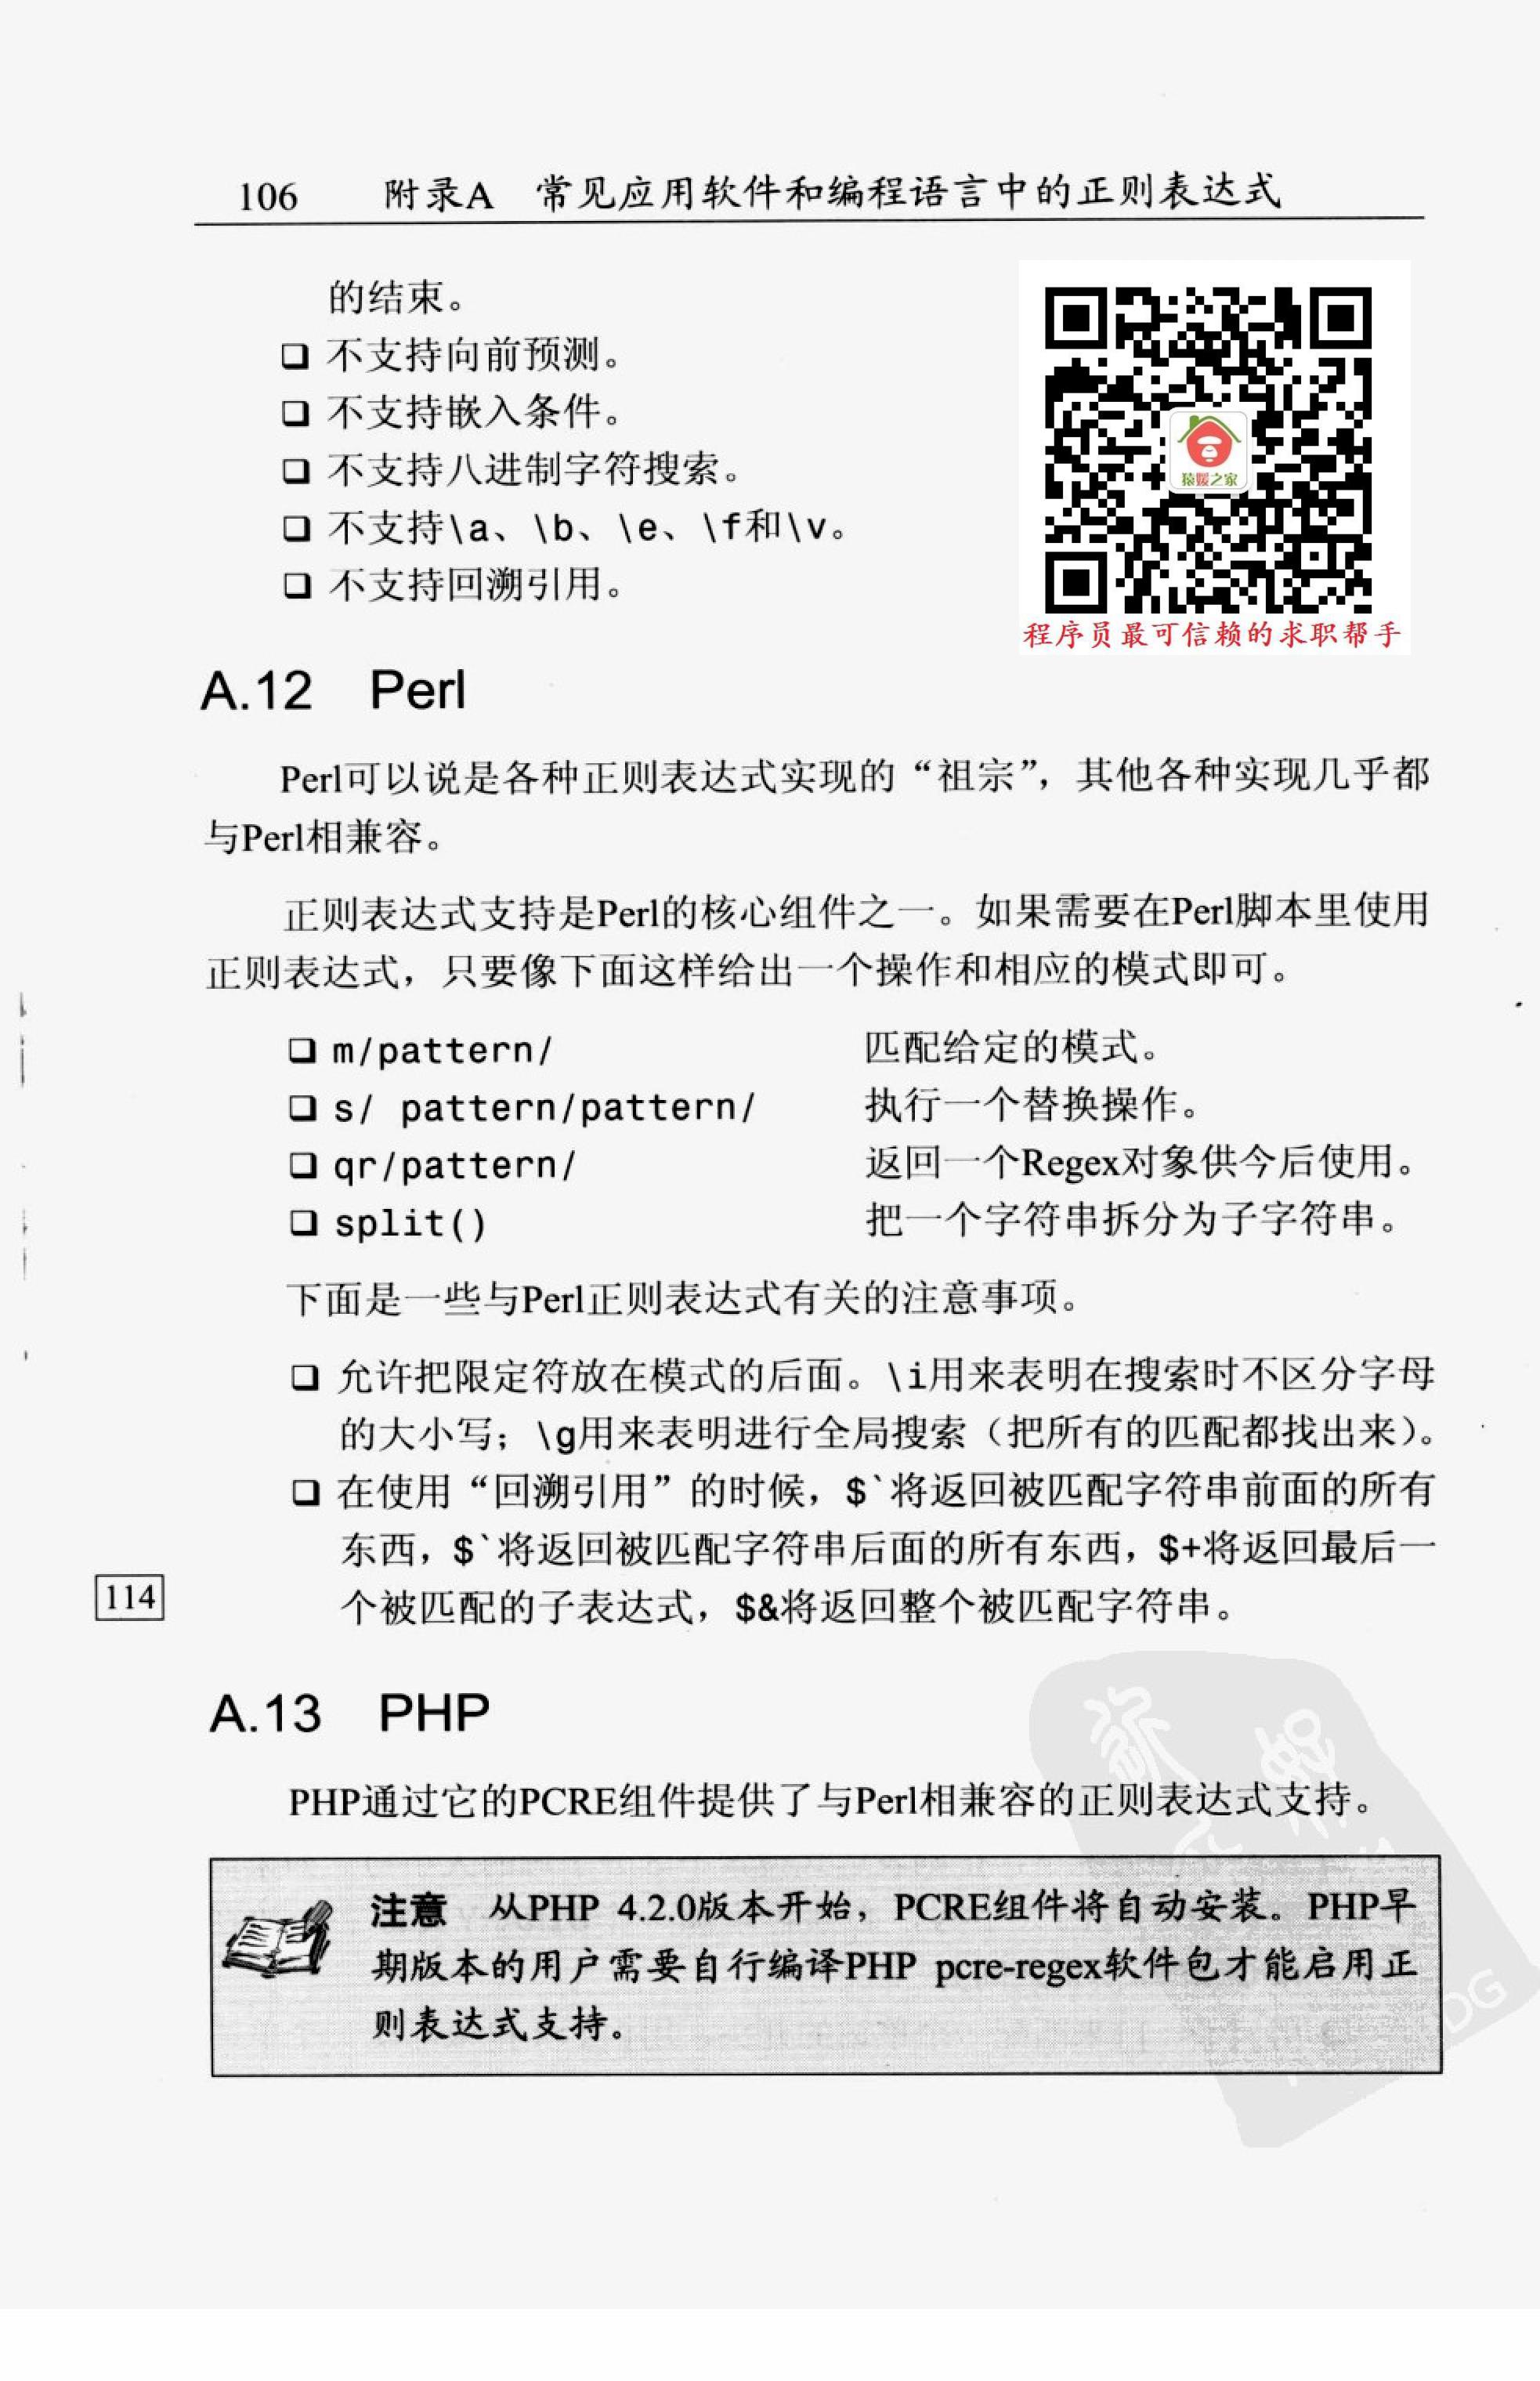 106 附录A 常见应用软件和编程语言中的正则表达式
的结束。
❑ 不支持向前预测。
❑ 不支持嵌入条件。
❑ 不支持八进制字符搜索。
❑ 不支持\a、\b、\e、\f和\v。
❑ 不支持回溯引用。
猿媛之家
程序员最可信赖的求职帮手
A.12 Perl
Perl可以说是各种正则表达式实现的“祖宗”，其他各种实现几乎都
与Perl相兼容。
正则表达式支持是Perl的核心组件之一。如果需要在Perl脚本里使用
正则表达式，只要像下面这样给出一个操作和相应的模式即可。
❑ m/pattern/ 匹配给定的模式。
❑ s/ pattern/pattern/ 执行一个替换操作。
❑ qr/pattern/ 返回一个Regex对象供今后使用。
❑ split() 把一个字符串拆分为子字符串。
下面是一些与Perl正则表达式有关的注意事项。
❑ 允许把限定符放在模式的后面。\i用来表明在搜索时不区分字母
的大小写；\g用来表明进行全局搜索（把所有的匹配都找出来）。
❑ 在使用“回溯引用”的时候，$`将返回被匹配字符串前面的所有
东西，$`将返回被匹配字符串后面的所有东西，$+将返回最后一
个被匹配的子表达式，$&将返回整个被匹配字符串。
114
A.13 PHP
PHP通过它的PCRE组件提供了与Perl相兼容的正则表达式支持。
注意 从PHP 4.2.0版本开始，PCRE组件将自动安装。PHP早
期版本的用户需要自行编译PHP pcre-regex软件包才能启用正
则表达式支持。